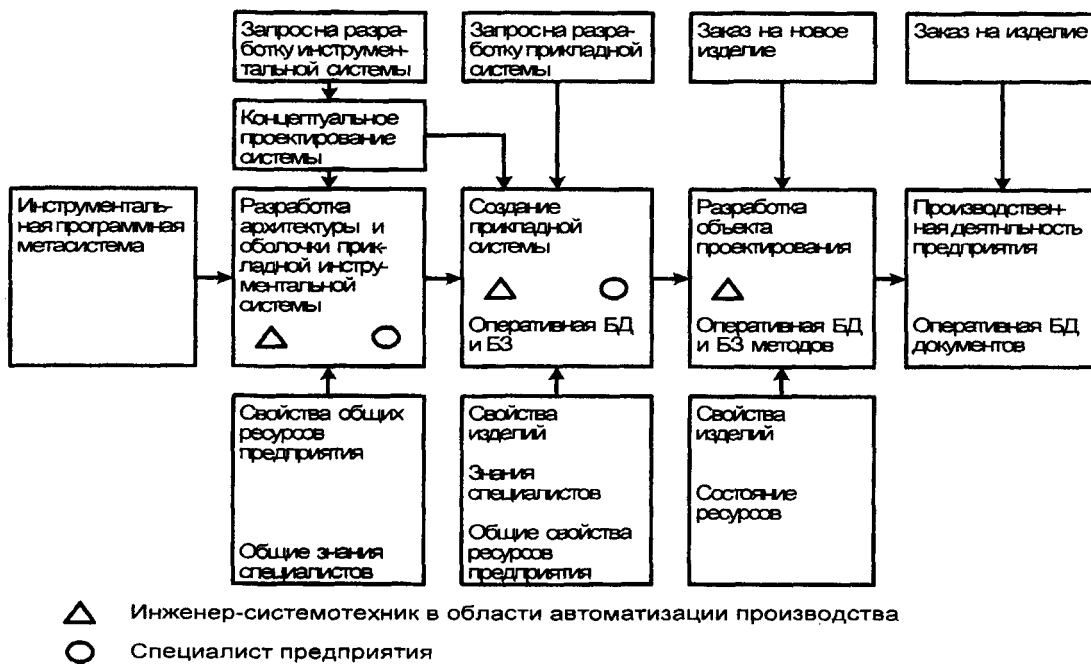 Запрос на разра-
ботку инструмен-
тальной системы
Запрос на разра-
ботку прикладной
системы
Заказ на новое
изделие
Заказ на изделие
Концептуальное
проектирование
системы
Инструменталь-
ная программная
метасистема
Разработка
архитектуры и
оболочки прик-
ладной инстру-
ментальной
системы
Создание
прикладной
системы
Оперативная БД
и БЗ
Разработка
объекта
проектирования
Оперативная БД
и БЗ методов
Производствен-
ная деятнльность
предприятия
Оперативная БД
документов
Свойства общих
ресурсов
предприятия
Общие знания
специалистов
Свойства
изделий
Знания
специалистов
Общие свойства
ресурсов
предприятия
Свойства
изделий
Состояние
ресурсов
Инженер-системотехник в области автоматизации производства
Специалист предприятия